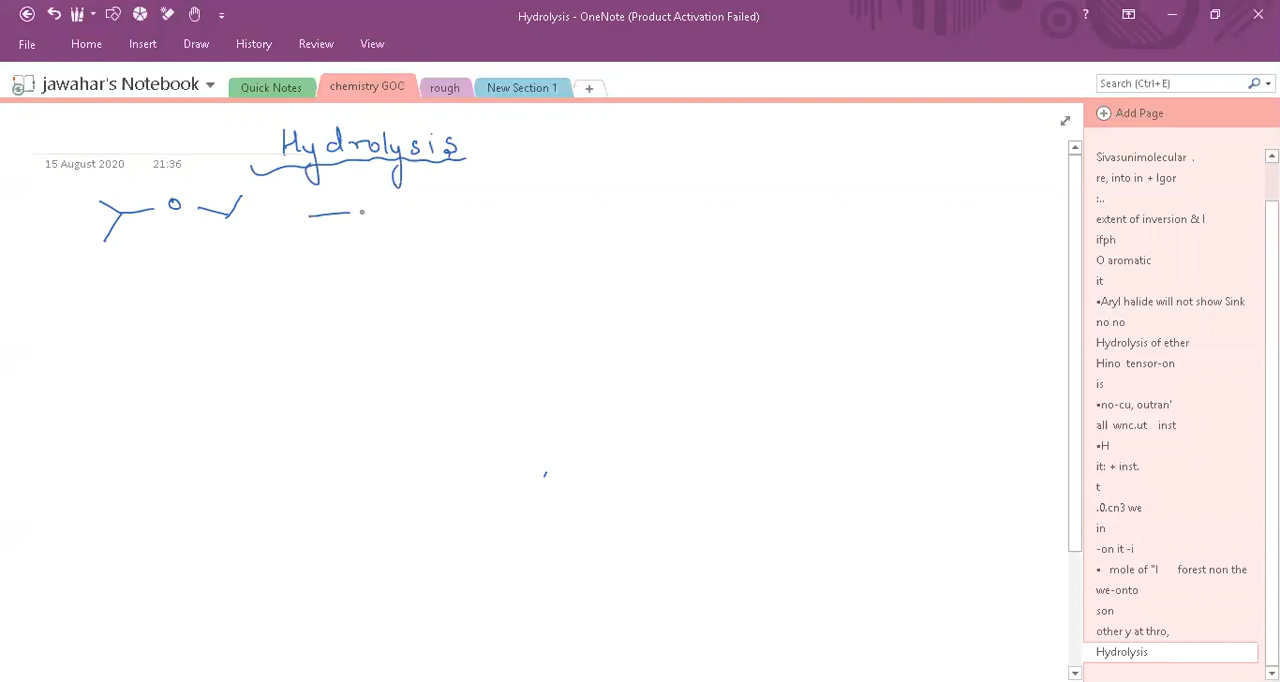 Hydrolysis - OneNote (Product Activation Failed)
?
File Home Insert Draw History Review View
jawahar's Notebook Quick Notes chemistry GOC rough New Section 1 +
Search (Ctrl+E)
Add Page
Hydrolysis
15 August 2020 21:36
O
Sivasunimolecular .
re, into in + Igor
:..
extent of inversion & I
ifph
O aromatic
it
•Aryl halide will not show Sink
no no
Hydrolysis of ether
Hino tensor-on
is
•no-cu, outran'
all wnc.ut inst
•H
it: + inst.
t
.0.cn3 we
in
-on it -i
• mole of "I forest non the
we-onto
son
other y at thro,
Hydrolysis